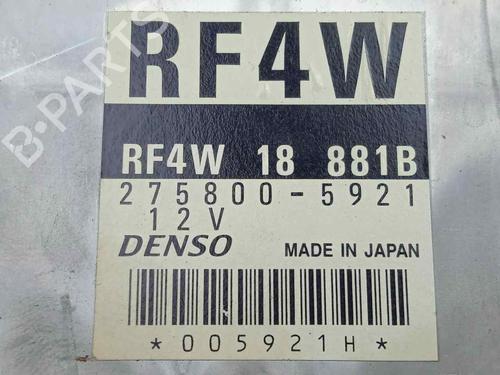 RF4W
RF4W 18 881B
275800-5921
12V
DENSO MADE IN JAPAN
*005921H*
B-PARTS